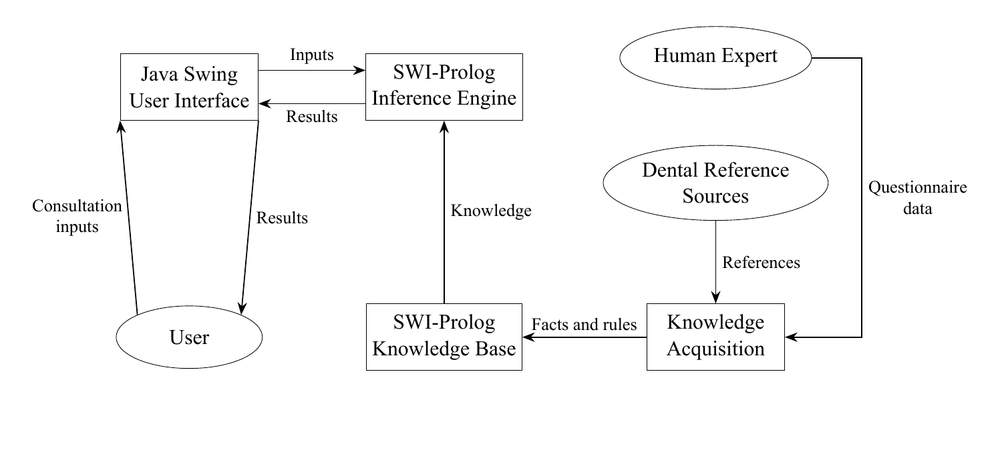 Inputs
Human Expert
Java Swing
User Interface
SWI-Prolog
Inference Engine
Results
Dental Reference
Sources
Questionnaire
data
Consultation
inputs
Results
Knowledge
References
User
SWI-Prolog
Knowledge Base
Facts and rules
Knowledge
Acquisition